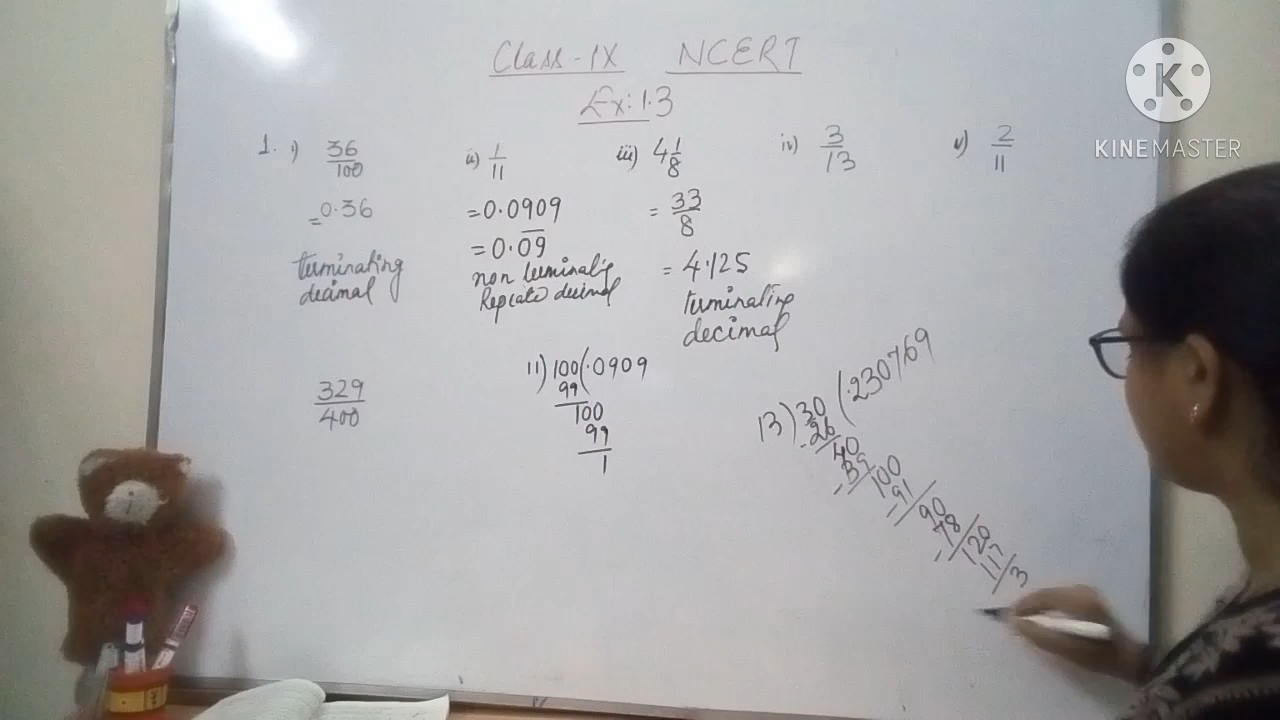 Class-IX NCERT
Ex: 1.3
1. i) 36/100 ii) 1/11 iii) 4 1/8 iv) 3/13 v) 2/11
=0.36
terminating
decimal
=0.0909
=0.0̅9̅
non terminatig
decimal
= 33/8
= 4.125
terminating
decimal
329/400
11)100(.0909
99
100
99
1
13)30(.230769
-26
40
-39
100
-91
90
-78
120
117
3
K
KINEMASTER